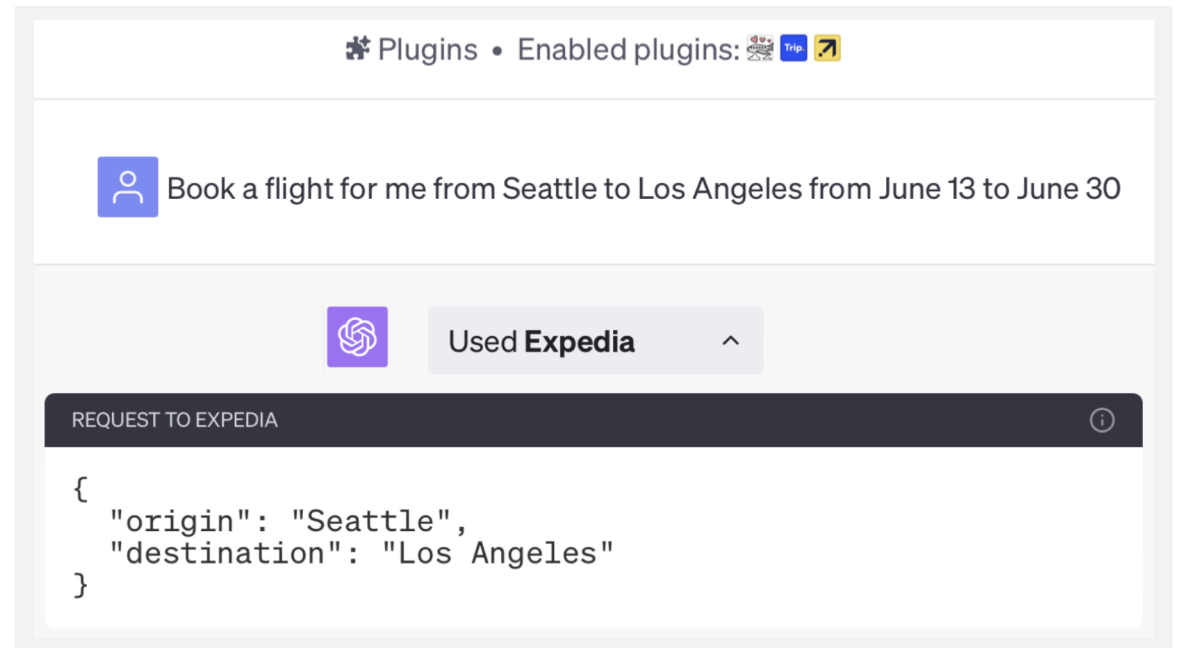 Plugins • Enabled plugins: Trip.
Book a flight for me from Seattle to Los Angeles from June 13 to June 30
Used Expedia
REQUEST TO EXPEDIA
{
"origin": "Seattle",
"destination": "Los Angeles"
}